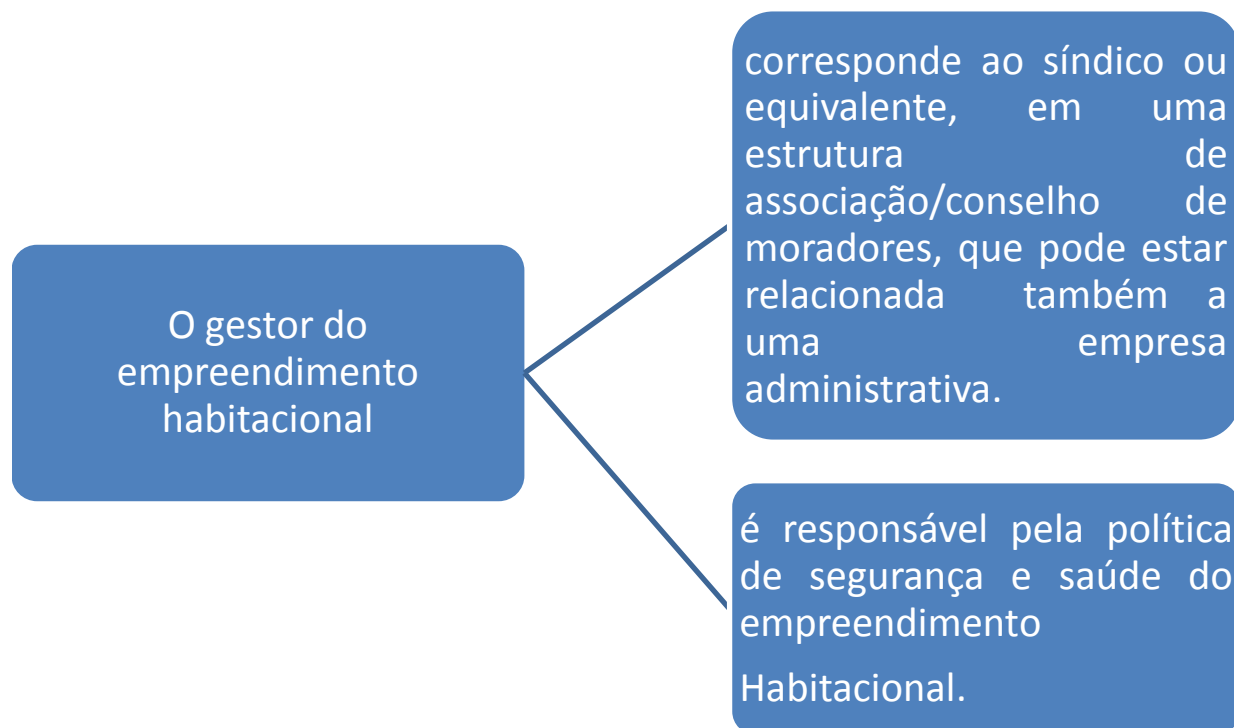 O gestor do
empreendimento
habitacional
corresponde ao síndico ou
equivalente, em uma
estrutura de
associação/conselho de
moradores, que pode estar
relacionada também a
uma empresa
administrativa.
é responsável pela política
de segurança e saúde do
empreendimento
Habitacional.